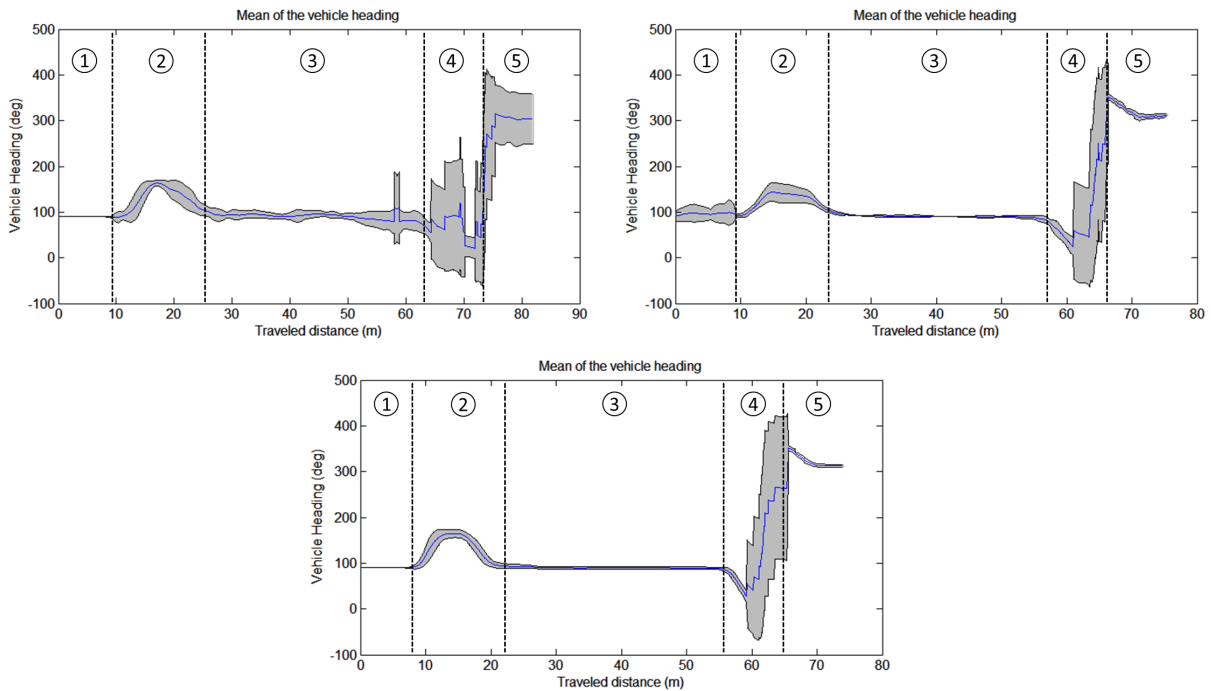 Mean of the vehicle heading
500
400
300
200
100
0
-100
Vehicle Heading (deg)
1 2 3 4 5
0 10 20 30 40 50 60 70 80 90
Traveled distance (m)
Mean of the vehicle heading
500
400
300
200
100
0
-100
Vehicle Heading (deg)
1 2 3 4 5
0 10 20 30 40 50 60 70 80
Traveled distance (m)
Mean of the vehicle heading
500
400
300
200
100
0
-100
Vehicle Heading (deg)
1 2 3 4 5
0 10 20 30 40 50 60 70 80
Traveled distance (m)